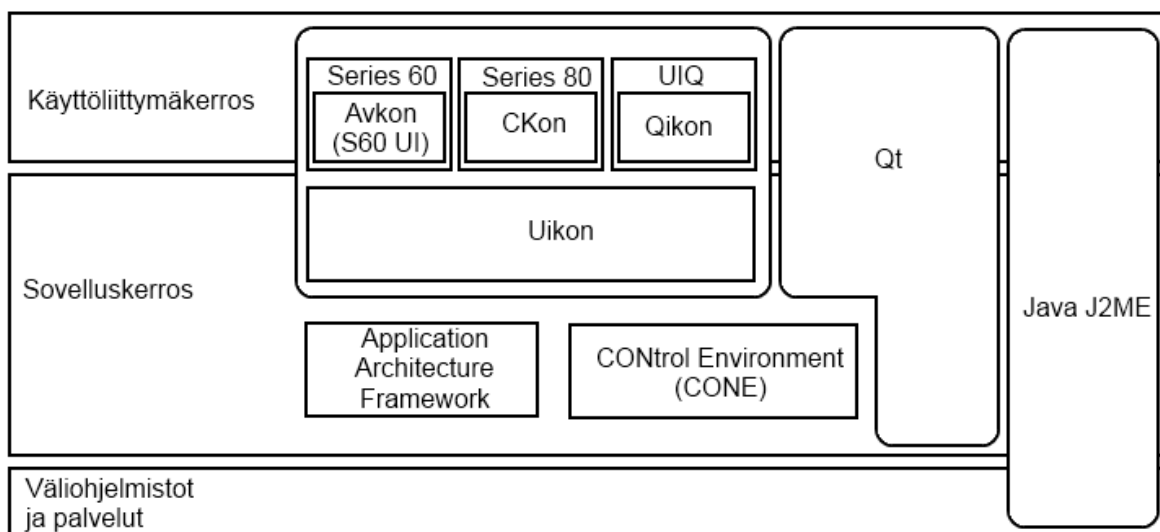 Käyttöliittymäkerros
Series 60
Avkon
(S60 UI)
Series 80
CKon
UIQ
Qikon
Qt
Uikon
Sovelluskerros
Java J2ME
Application
Architecture
Framework
CONtrol Environment
(CONE)
Väliohjelmistot
ja palvelut